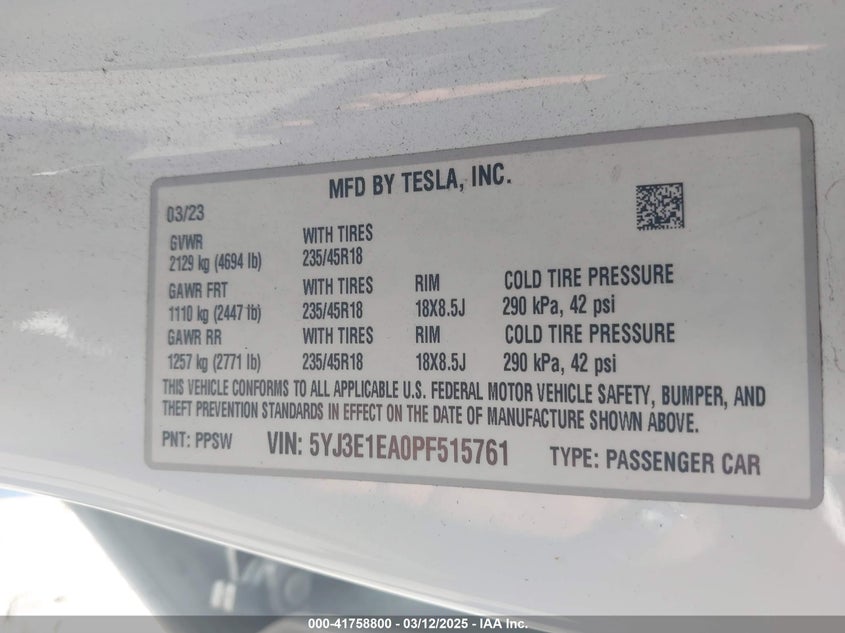 MFD BY TESLA, INC.
03/23
GVWR WITH TIRES
2129 kg (4694 lb) 235/45R18
GAWR FRT WITH TIRES RIM COLD TIRE PRESSURE
1110 kg (2447 lb) 235/45R18 18X8.5J 290 kPa, 42 psi
GAWR RR WITH TIRES RIM COLD TIRE PRESSURE
1257 kg (2771 lb) 235/45R18 18X8.5J 290 kPa, 42 psi
THIS VEHICLE CONFORMS TO ALL APPLICABLE U.S. FEDERAL MOTOR VEHICLE SAFETY, BUMPER, AND
THEFT PREVENTION STANDARDS IN EFFECT ON THE DATE OF MANUFACTURE SHOWN ABOVE.
PNT: PPSW VIN: 5YJ3E1EA0PF515761 TYPE: PASSENGER CAR
000-41758800 - 03/12/2025 - IAA Inc.